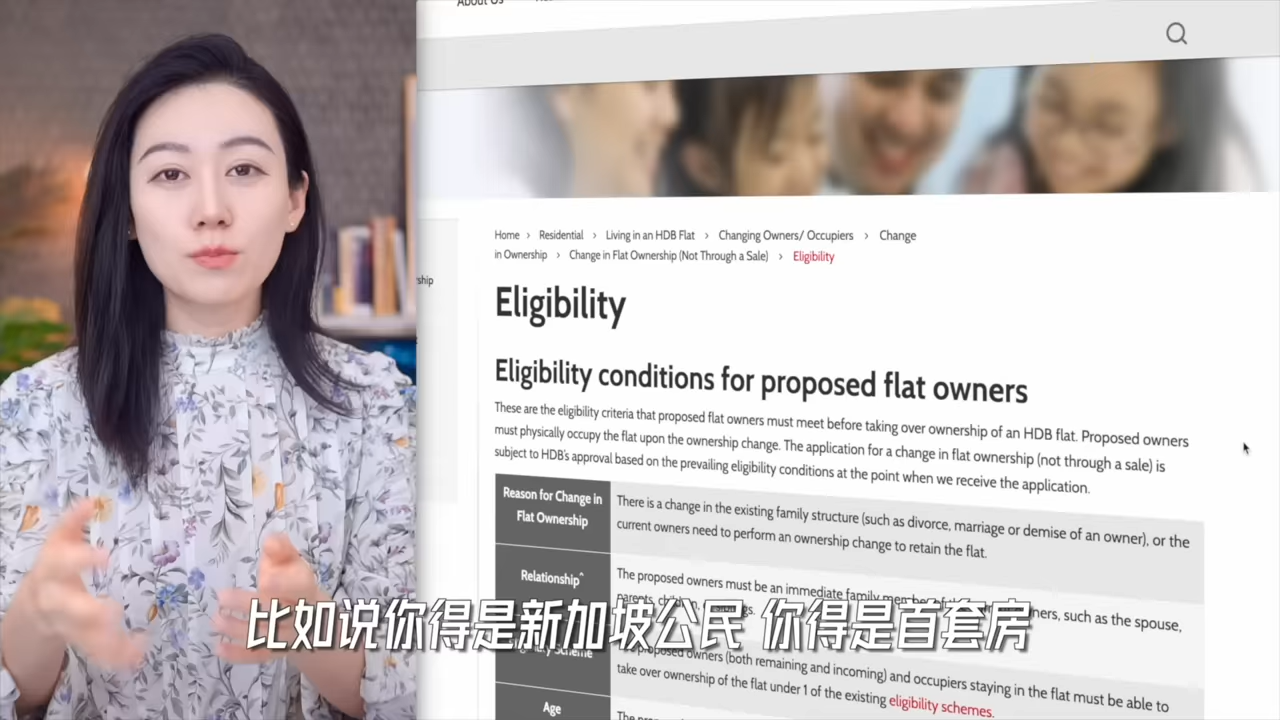 About Us
Home › Residential › Living in an HDB Flat › Changing Owners/ Occupiers › Change
in Ownership › Change in Flat Ownership (Not Through a Sale) › Eligibility
Eligibility
Eligibility conditions for proposed flat owners
These are the eligibility criteria that proposed flat owners must meet before taking over ownership of an HDB flat. Proposed owners
must physically occupy the flat upon the ownership change. The application for a change in flat ownership (not through a sale) is
subject to HDB's approval based on the prevailing eligibility conditions at the point when we receive the application.
Reason for Change in
Flat Ownership
There is a change in the existing family structure (such as divorce, marriage or demise of an owner), or the
current owners need to perform an ownership change to retain the flat.
Relationship^
The proposed owners must be an immediate family
such as the spouse,
Scheme
proposed owners (both remaining and incoming) and occupiers staying in the flat must be able to
take over ownership of the flat under 1 of the existing eligibility schemes.
Age
比如说你得是新加坡公民 你得是首套房